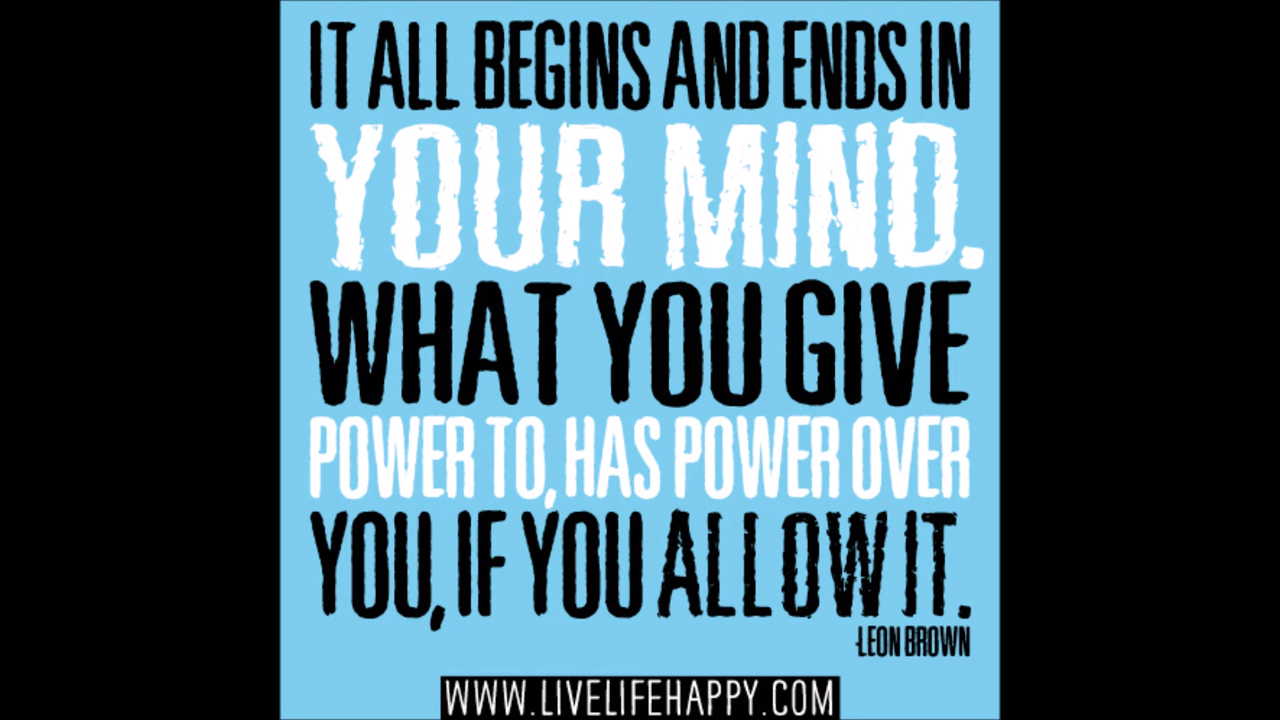 IT ALL BEGINS AND ENDS IN
YOUR MIND.
WHAT YOU GIVE
POWER TO, HAS POWER OVER
YOU, IF YOU ALLOW IT.
-LEON BROWN
WWW.LIVELIFEHAPPY.COM